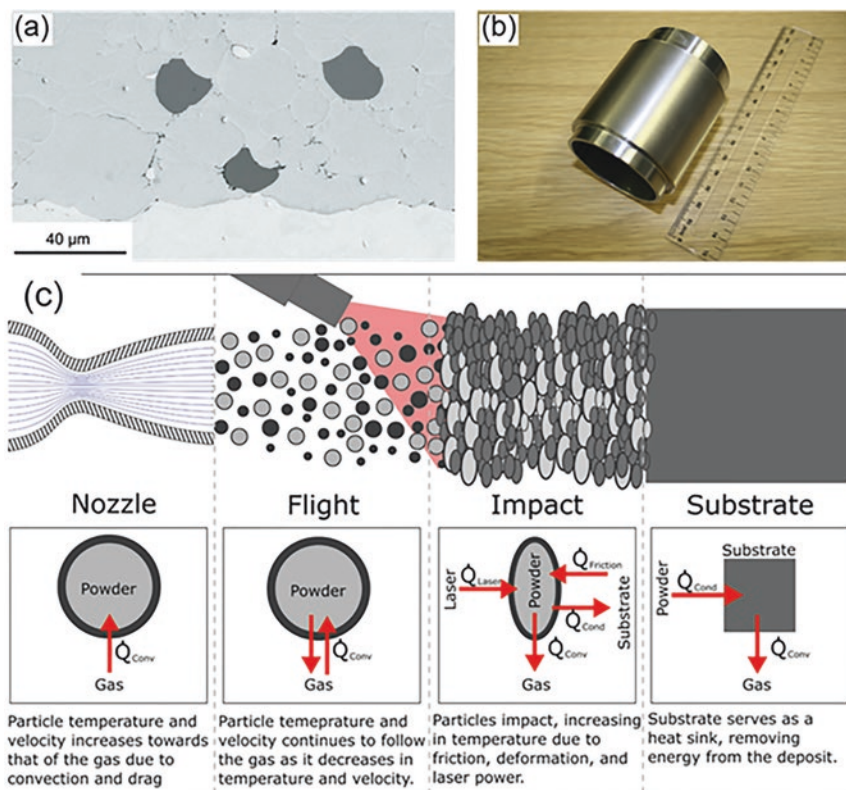 (a)
40 µm
(b)
(c)
Nozzle
Flight
Impact
Substrate
Powder
Q̇Conv
Gas
Powder
Q̇Conv
Gas
Laser
Q̇Laser
Powder
Q̇Friction
Q̇Cond
Substrate
Q̇Conv
Gas
Powder
Q̇Cond
Substrate
Q̇Conv
Gas
Particle temperature and
velocity increases towards
that of the gas due to
convection and drag
Particle temeprature and
velocity continues to follow
the gas as it decreases in
temperature and velocity.
Particles impact, increasing
in temperature due to
friction, deformation, and
laser power.
Substrate serves as a
heat sink, removing
energy from the deposit.